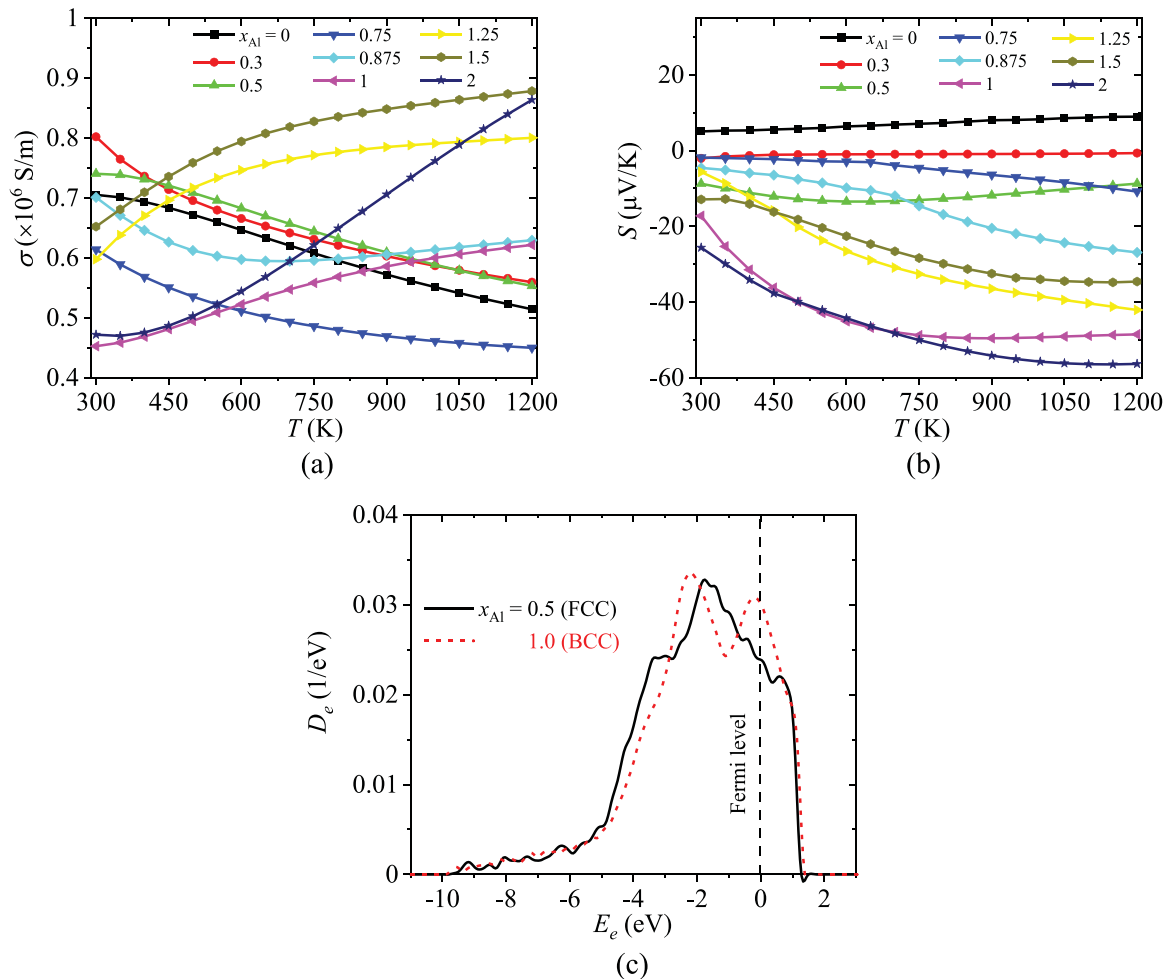 1
0.9
0.8
0.7
0.6
0.5
0.4
σ (×10⁶ S/m)
x_Al = 0
0.3
0.5
0.75
0.875
1
1.25
1.5
2
300 450 600 750 900 1050 1200
T (K)
(a)
20
0
-20
-40
-60
S (μV/K)
x_Al = 0
0.3
0.5
0.75
0.875
1
1.25
1.5
2
300 450 600 750 900 1050 1200
T (K)
(b)
0.04
0.03
0.02
0.01
0
D_e (1/eV)
x_Al = 0.5 (FCC)
1.0 (BCC)
Fermi level
-10 -8 -6 -4 -2 0 2
E_e (eV)
(c)